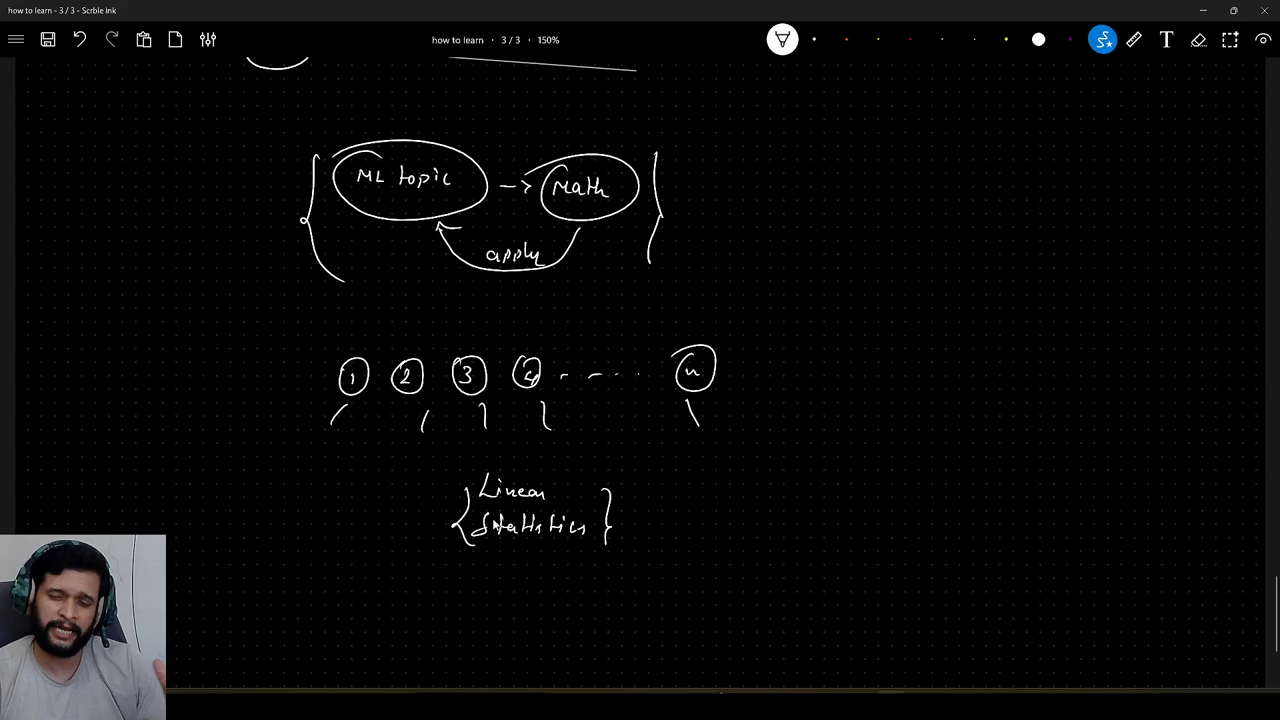 how to learn - 3 / 3 - Scrble Ink
how to learn • 3 / 3 • 150%
T
ML topic -> Math
apply
1 2 3 4 - - - . . n
Linear
Statistics